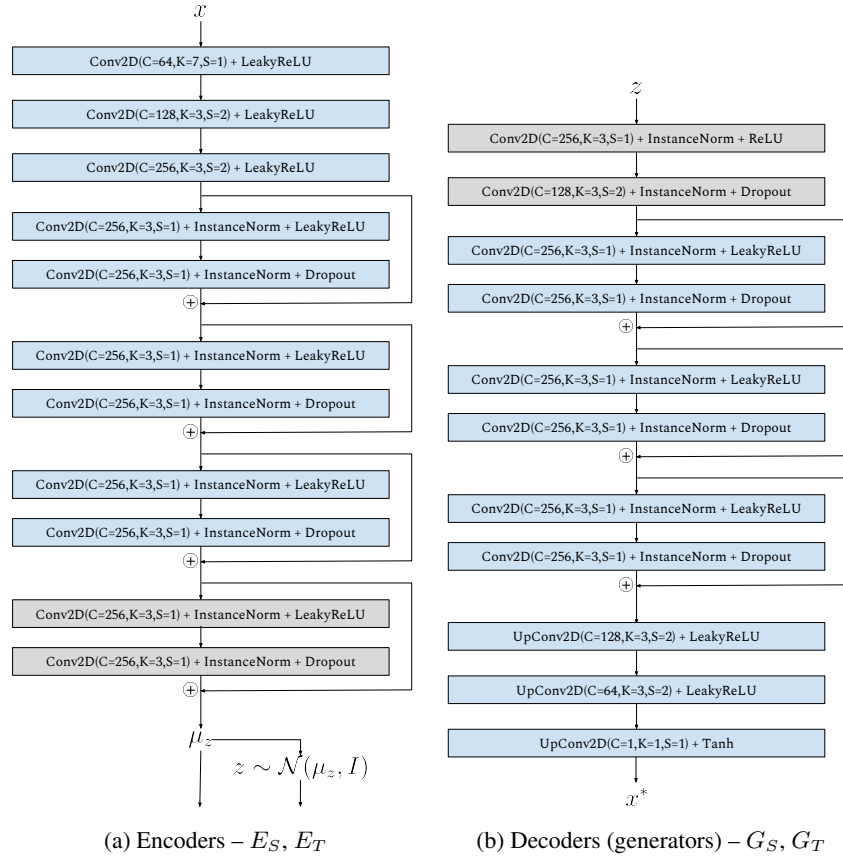 x
Conv2D(C=64,K=7,S=1) + LeakyReLU
Conv2D(C=128,K=3,S=2) + LeakyReLU
Conv2D(C=256,K=3,S=2) + LeakyReLU
Conv2D(C=256,K=3,S=1) + InstanceNorm + LeakyReLU
Conv2D(C=256,K=3,S=1) + InstanceNorm + Dropout
+
Conv2D(C=256,K=3,S=1) + InstanceNorm + LeakyReLU
Conv2D(C=256,K=3,S=1) + InstanceNorm + Dropout
+
Conv2D(C=256,K=3,S=1) + InstanceNorm + LeakyReLU
Conv2D(C=256,K=3,S=1) + InstanceNorm + Dropout
+
Conv2D(C=256,K=3,S=1) + InstanceNorm + LeakyReLU
Conv2D(C=256,K=3,S=1) + InstanceNorm + Dropout
+
μ_z
z ∼ 𝒩(μ_z, I)
(a) Encoders – E_S, E_T
z
Conv2D(C=256,K=3,S=1) + InstanceNorm + ReLU
Conv2D(C=128,K=3,S=2) + InstanceNorm + Dropout
Conv2D(C=256,K=3,S=1) + InstanceNorm + LeakyReLU
Conv2D(C=256,K=3,S=1) + InstanceNorm + Dropout
+
Conv2D(C=256,K=3,S=1) + InstanceNorm + LeakyReLU
Conv2D(C=256,K=3,S=1) + InstanceNorm + Dropout
+
Conv2D(C=256,K=3,S=1) + InstanceNorm + LeakyReLU
Conv2D(C=256,K=3,S=1) + InstanceNorm + Dropout
+
UpConv2D(C=128,K=3,S=2) + LeakyReLU
UpConv2D(C=64,K=3,S=2) + LeakyReLU
UpConv2D(C=1,K=1,S=1) + Tanh
x*
(b) Decoders (generators) – G_S, G_T